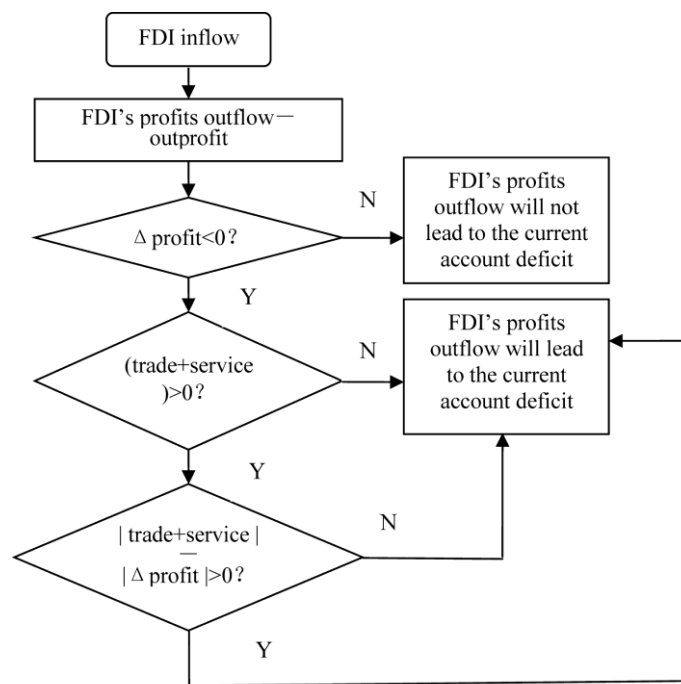 FDI inflow
FDI's profits outflow—
outprofit
Δ profit<0?
N
FDI's profits
outflow will not
lead to the current
account deficit
Y
(trade+service
)>0?
N
FDI's profits
outflow will lead
to the current
account deficit
Y
| trade+service |
—
| Δ profit |>0?
N
Y